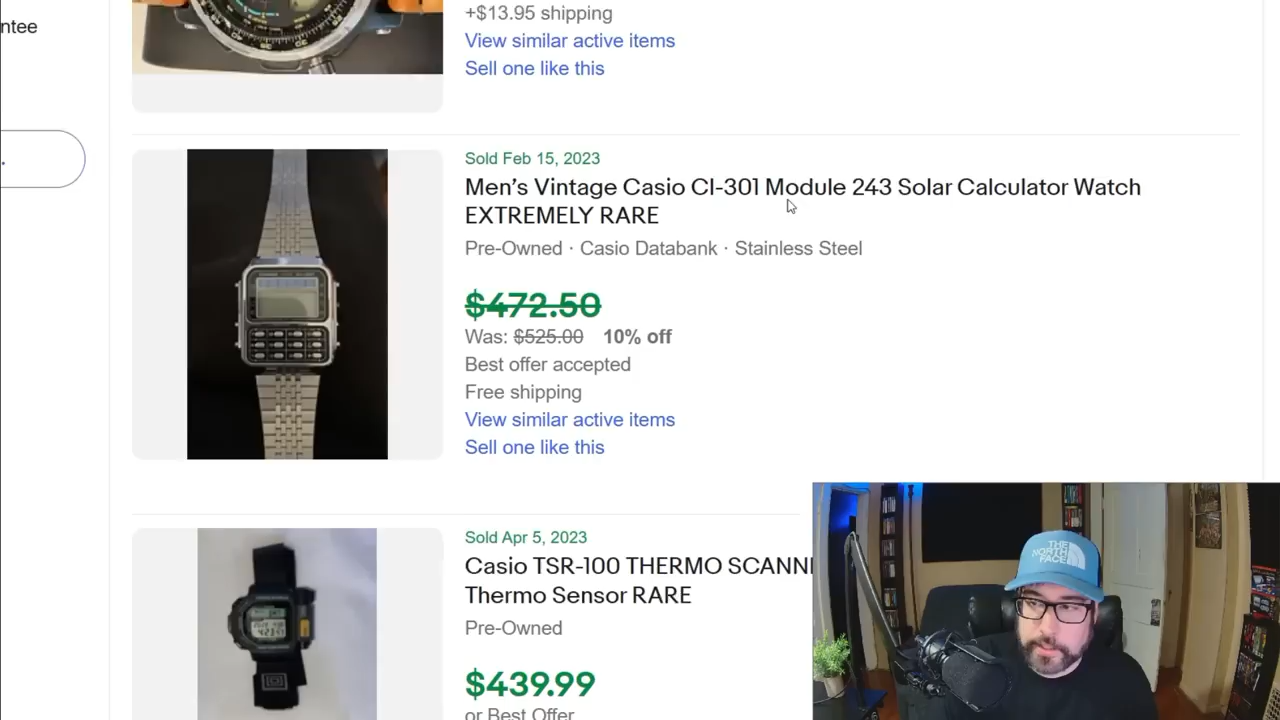 ntee
+$13.95 shipping
View similar active items
Sell one like this
.
Sold Feb 15, 2023
Men's Vintage Casio CI-301 Module 243 Solar Calculator Watch
EXTREMELY RARE
Pre-Owned · Casio Databank · Stainless Steel
$472.50
Was: $525.00 10% off
Best offer accepted
Free shipping
View similar active items
Sell one like this
Sold Apr 5, 2023
Casio TSR-100 THERMO SCANN
Thermo Sensor RARE
Pre-Owned
$439.99
or Best Offer
THE
NORTH
FACE